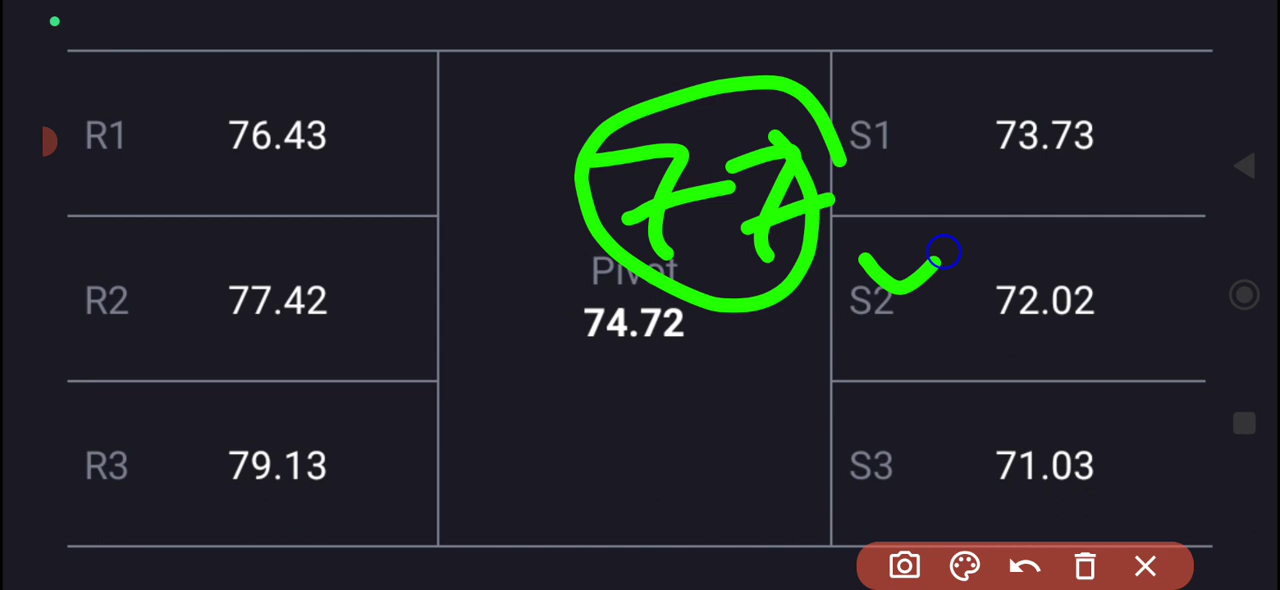 R1 76.43
R2 77.42
R3 79.13
77
Pivot
74.72
S1 73.73
S2 72.02
S3 71.03